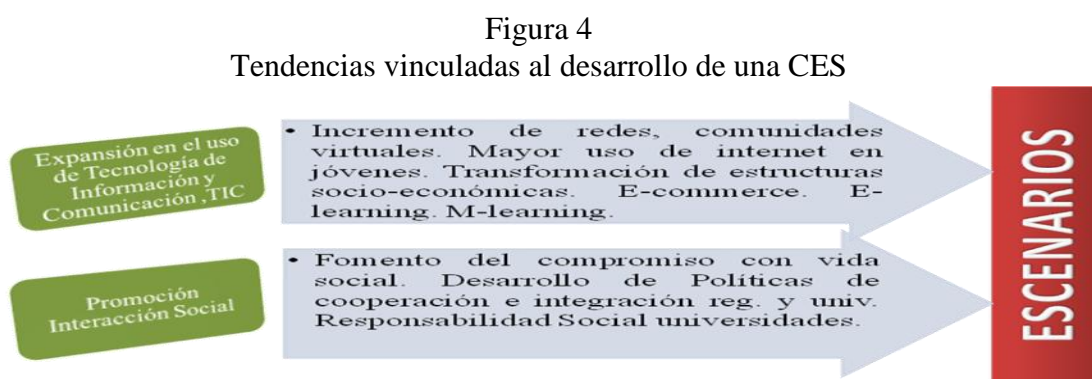 Figura 4
Tendencias vinculadas al desarrollo de una CES
Expansión en el uso
de Tecnología de
Información y
Comunicación ,TIC
• Incremento de redes, comunidades
virtuales. Mayor uso de internet en
jóvenes. Transformación de estructuras
socio-económicas. E-commerce. E-
learning. M-learning.
Promoción
Interacción Social
• Fomento del compromiso con vida
social. Desarrollo de Políticas de
cooperación e integración reg. y univ.
Responsabilidad Social universidades.
ESCENARIOS